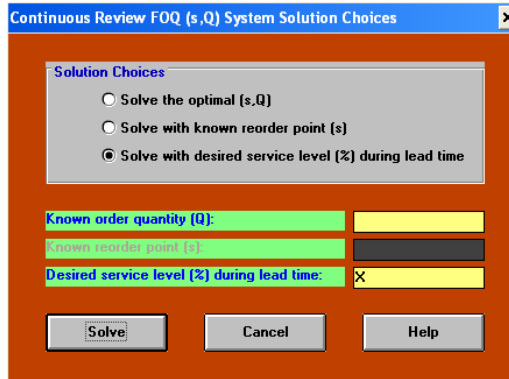 Continuous Review FOQ (s,Q) System Solution Choices
Solution Choices
Solve the optimal (s,Q)
Solve with known reorder point (s)
Solve with desired service level (%) during lead time
Known order quantity (Q):
Known reorder point (s):
Desired service level (%) during lead time: X
Solve Cancel Help